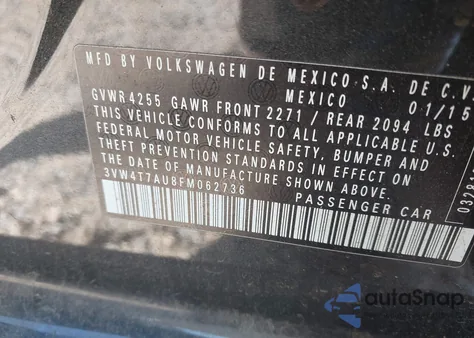 MFD BY VOLKSWAGEN DE MEXICO S.A. DE C.V.
MEXICO 01/15
GVWR 4255 GAWR FRONT 2271 / REAR 2094 LBS
THIS VEHICLE CONFORMS TO ALL APPLICABLE U.S.
FEDERAL MOTOR VEHICLE SAFETY, BUMPER AND
THEFT PREVENTION STANDARDS IN EFFECT ON
THE DATE OF MANUFACTURE SHOWN ABOVE.
3VW4T7AU8FM062736
PASSENGER CAR
autoSnap